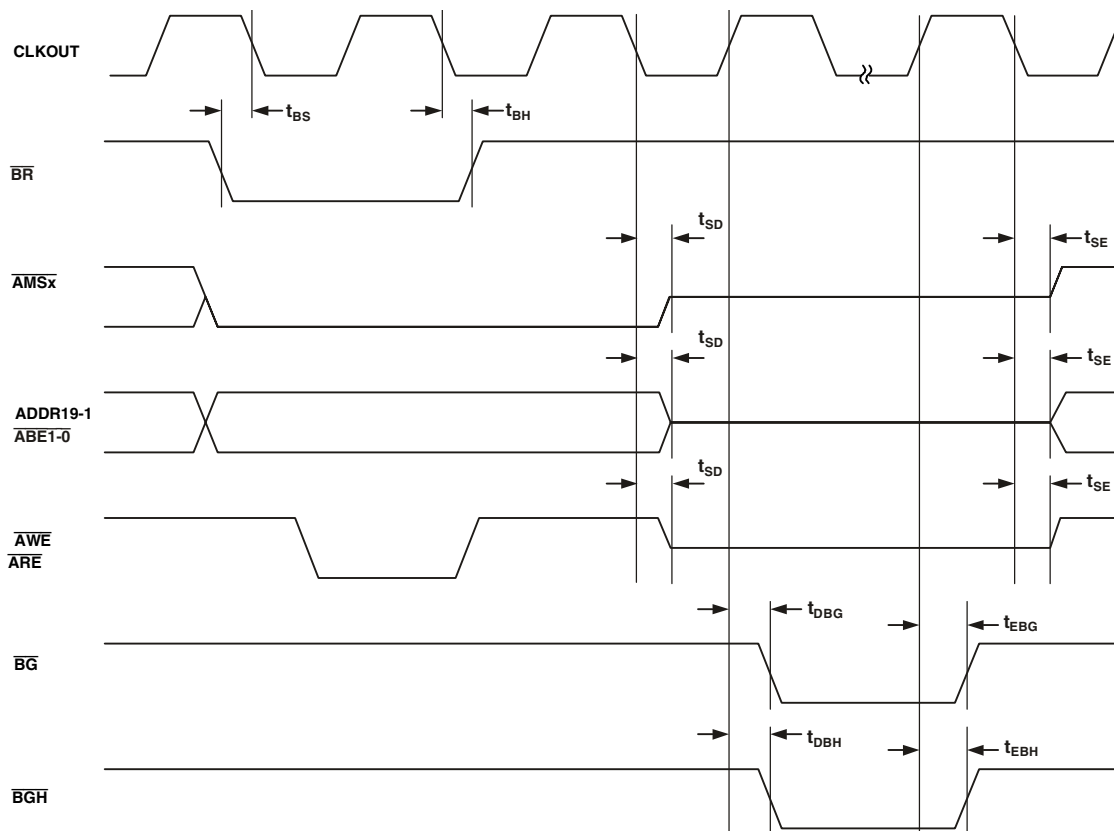 CLKOUT
tBS
tBH
BR
tSD
tSE
AMSx
tSD
tSE
ADDR19-1
ABE1-0
tSD
tSE
AWE
ARE
tDBG
tEBG
BG
tDBH
tEBH
BGH